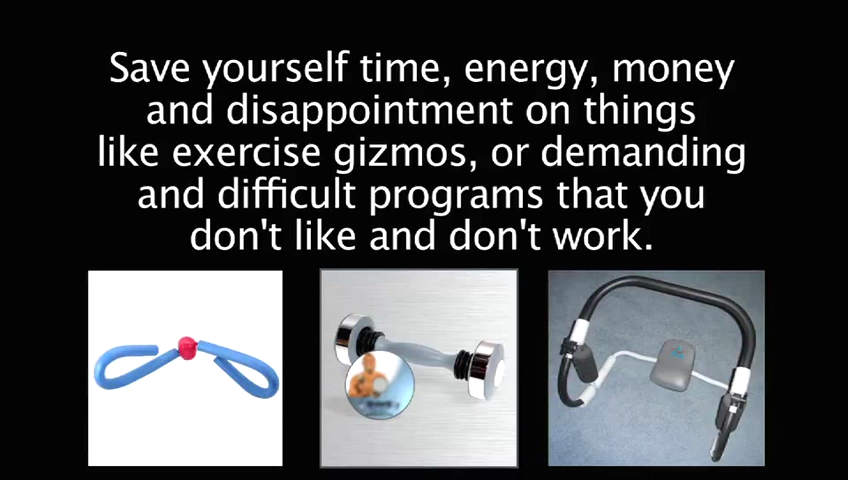 Save yourself time, energy, money
and disappointment on things
like exercise gizmos, or demanding
and difficult programs that you
don't like and don't work.